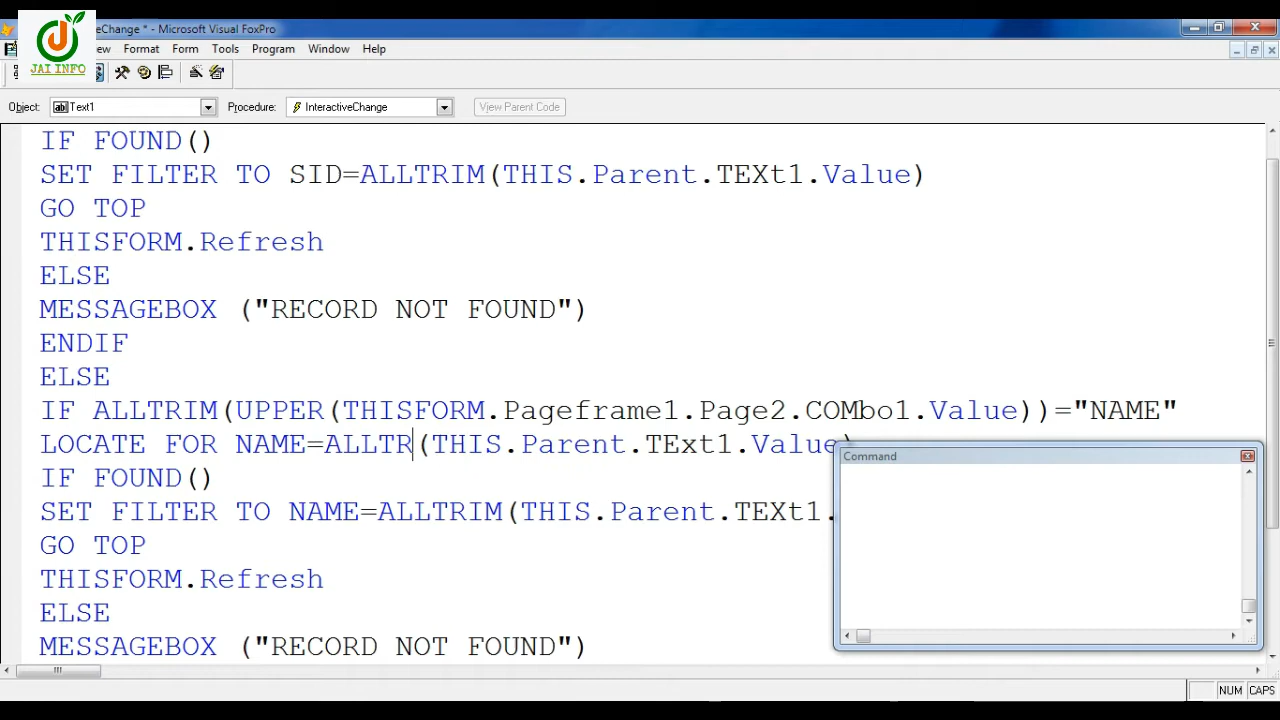 eChange * - Microsoft Visual FoxPro
JAI INFO
ew Format Form Tools Program Window Help
Object: Text1 Procedure: InteractiveChange View Parent Code
IF FOUND()
SET FILTER TO SID=ALLTRIM(THIS.Parent.TEXt1.Value)
GO TOP
THISFORM.Refresh
ELSE
MESSAGEBOX ("RECORD NOT FOUND")
ENDIF
ELSE
IF ALLTRIM(UPPER(THISFORM.Pageframe1.Page2.COMbo1.Value))="NAME"
LOCATE FOR NAME=ALLTR(THIS.Parent.TExt1.Value)
IF FOUND()
SET FILTER TO NAME=ALLTRIM(THIS.Parent.TEXt1.
GO TOP
THISFORM.Refresh
ELSE
MESSAGEBOX ("RECORD NOT FOUND")
Command
NUM CAPS